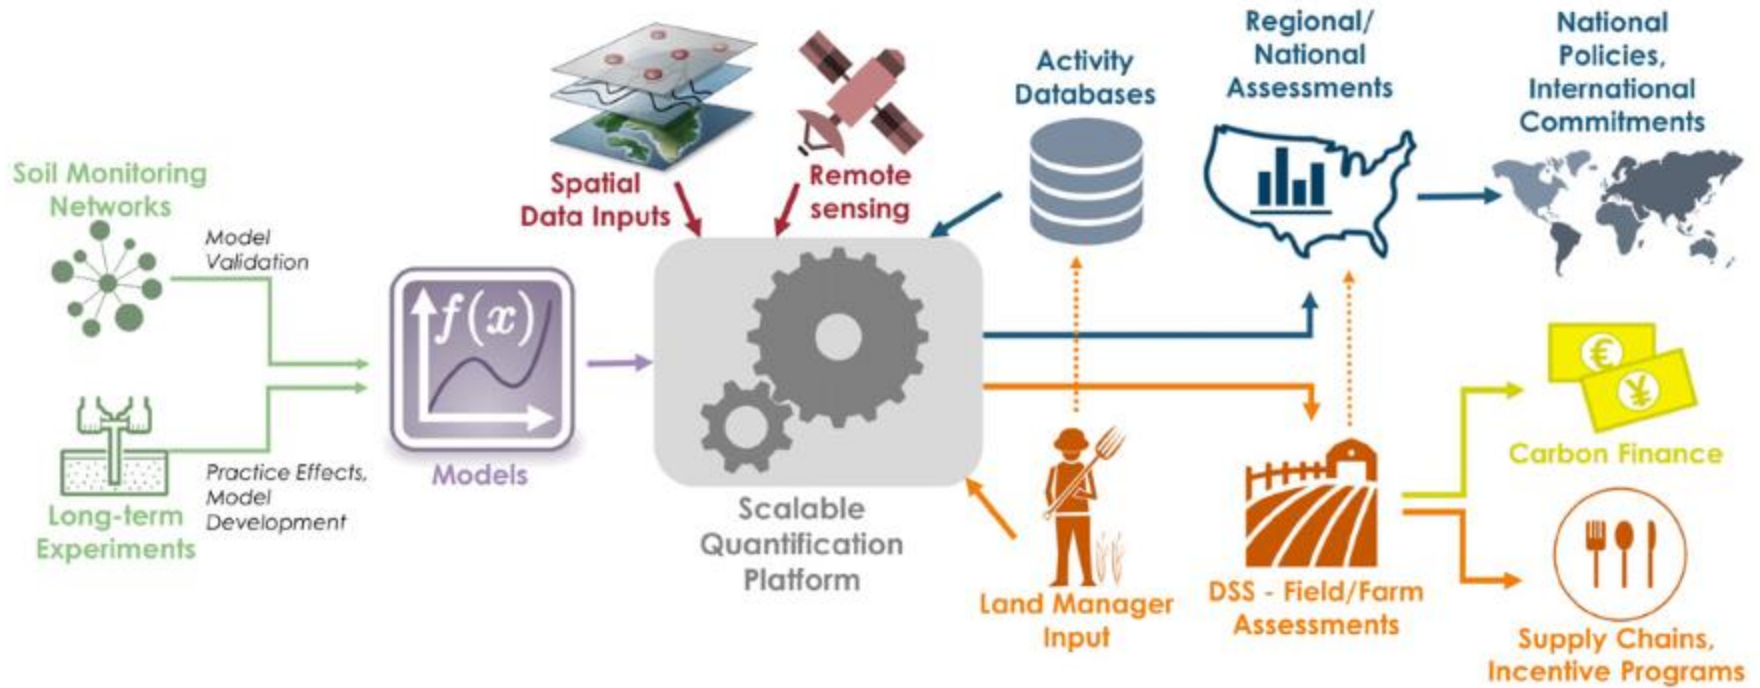 Soil Monitoring
Networks
Model
Validation
Practice Effects,
Model
Development
Long-term
Experiments
f(x)
Models
Spatial
Data Inputs
Remote
sensing
Scalable
Quantification
Platform
Activity
Databases
Land Manager
Input
Regional/
National
Assessments
DSS - Field/Farm
Assessments
National
Policies,
International
Commitments
€
¥
Carbon Finance
Supply Chains,
Incentive Programs